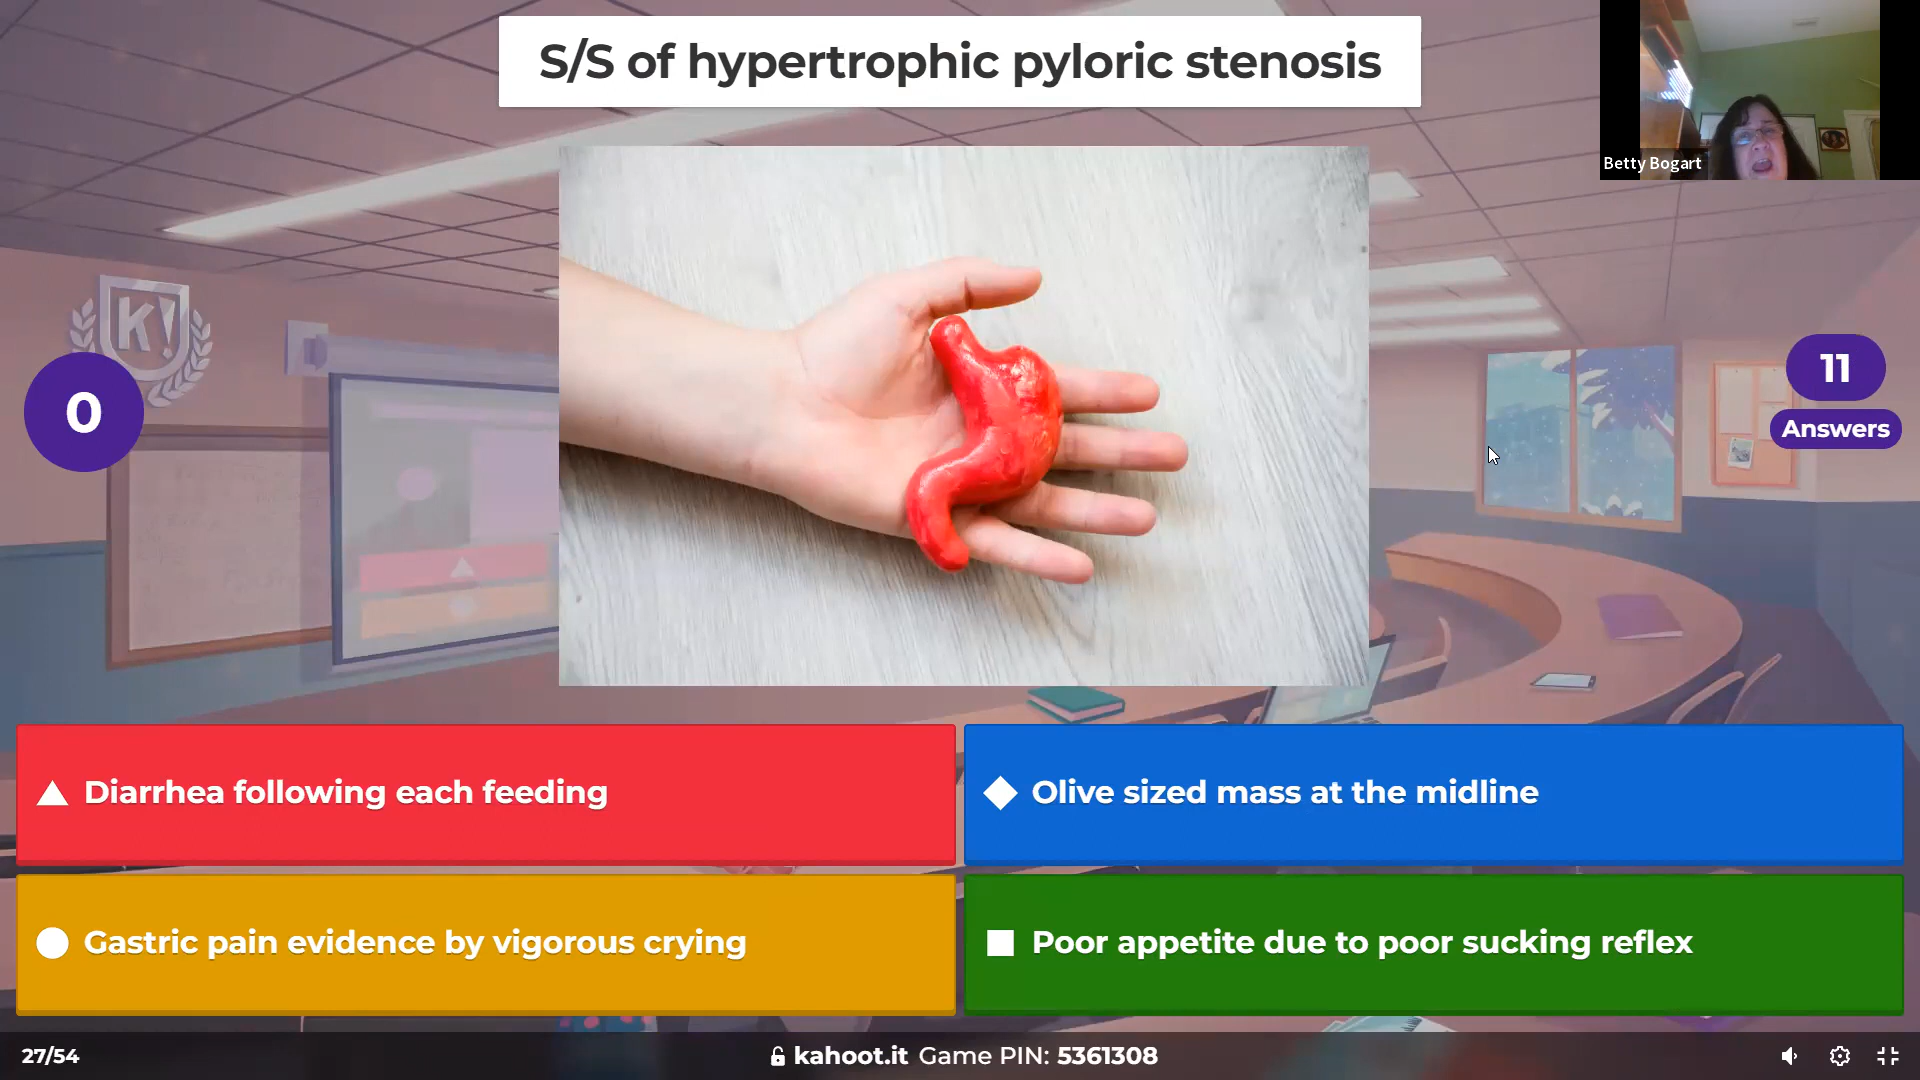 S/S of hypertrophic pyloric stenosis
Betty Bogart
K!
0
11
Answers
Diarrhea following each feeding
Olive sized mass at the midline
Gastric pain evidence by vigorous crying
Poor appetite due to poor sucking reflex
27/54
kahoot.it Game PIN: 5361308